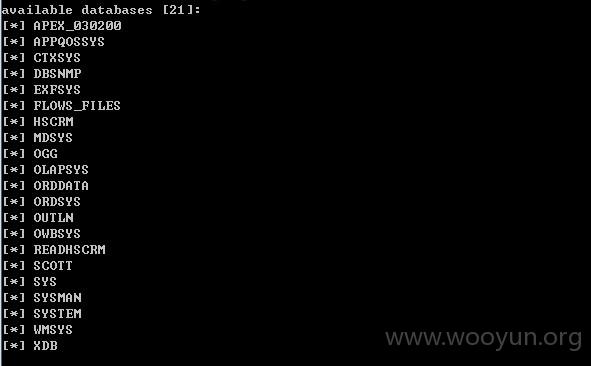 available databases [21]:
[*] APEX_030200
[*] APPQOSSYS
[*] CTXSYS
[*] DBSNMP
[*] EXFSYS
[*] FLOWS_FILES
[*] HSCRM
[*] MDSYS
[*] OGG
[*] OLAPSYS
[*] ORDDATA
[*] ORDSYS
[*] OUTLN
[*] OWBSYS
[*] READHSCRM
[*] SCOTT
[*] SYS
[*] SYSMAN
[*] SYSTEM
[*] WMSYS
[*] XDB
www.wooyun.org